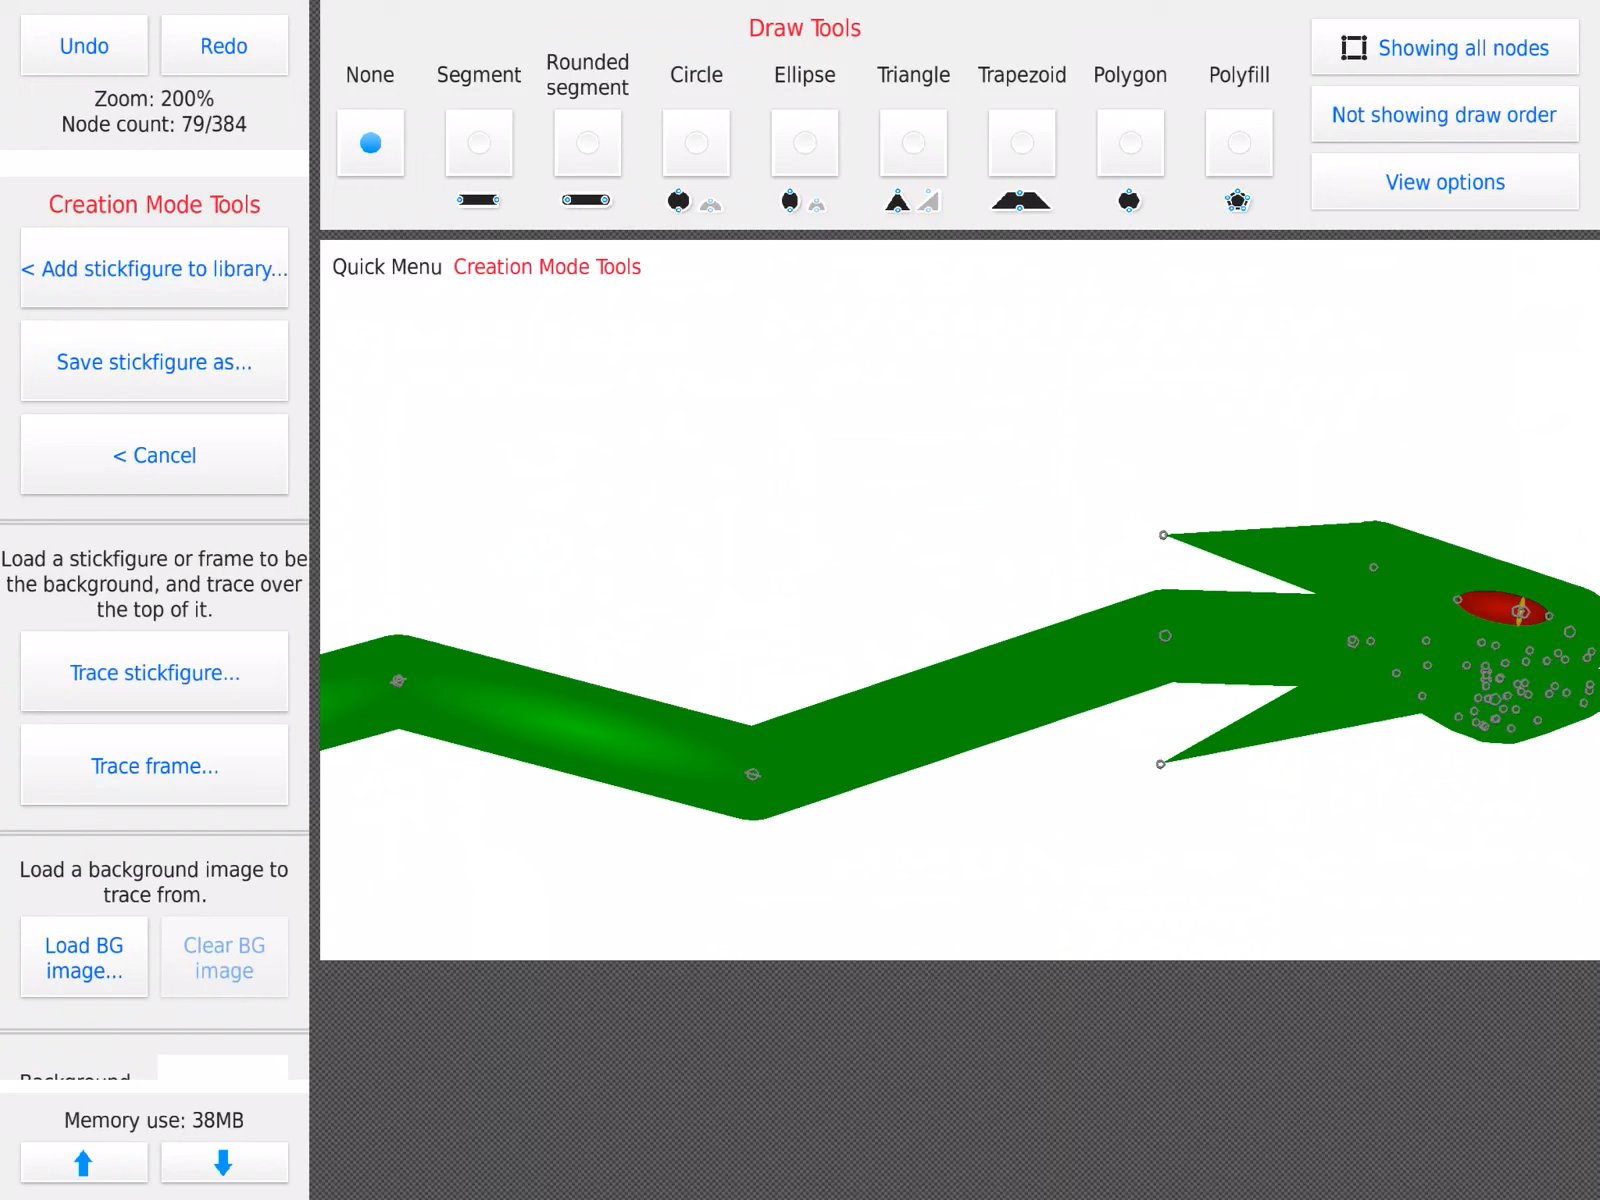 Undo
Redo
Zoom: 200%
Node count: 79/384
Creation Mode Tools
< Add stickfigure to library...
Save stickfigure as...
< Cancel
Load a stickfigure or frame to be
the background, and trace over
the top of it.
Trace stickfigure...
Trace frame...
Load a background image to
trace from.
Load BG
image...
Clear BG
image
Background
Memory use: 38MB
Draw Tools
None
Segment
Rounded
segment
Circle
Ellipse
Triangle
Trapezoid
Polygon
Polyfill
Showing all nodes
Not showing draw order
View options
Quick Menu
Creation Mode Tools